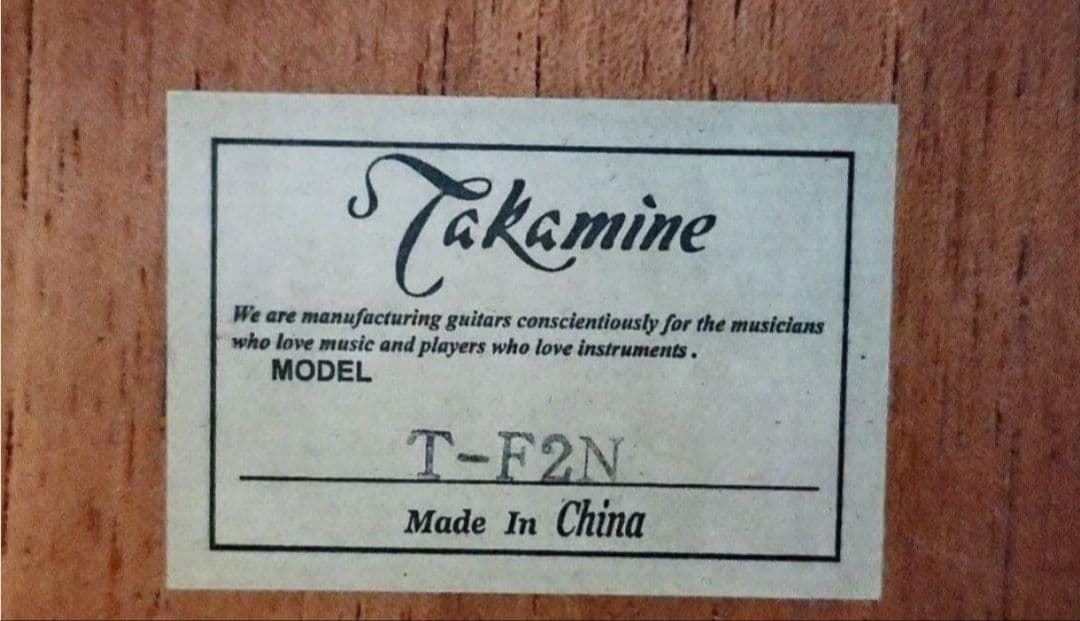 Takamine
We are manufacturing guitars conscientiously for the musicians
who love music and players who love instruments.
MODEL
T-F2N
Made In China